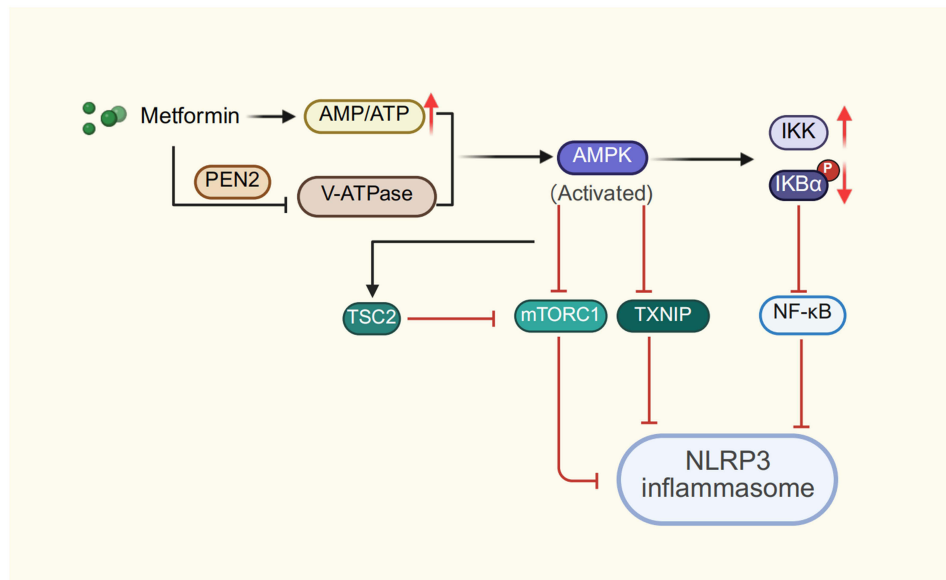 Metformin
AMP/ATP
PEN2
V-ATPase
AMPK
(Activated)
IKK
P
IKBα
TSC2
mTORC1
TXNIP
NF-κB
NLRP3
inflammasome